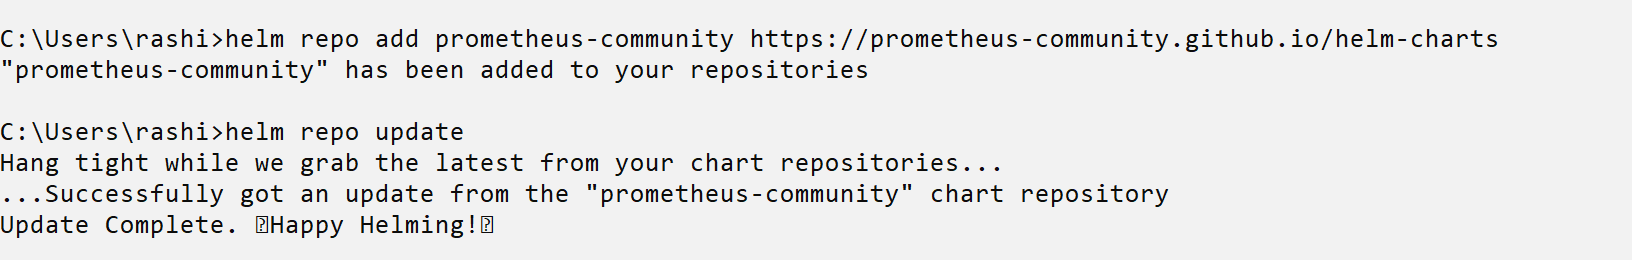 C:\Users\rashi>helm repo add prometheus-community https://prometheus-community.github.io/helm-charts
"prometheus-community" has been added to your repositories
C:\Users\rashi>helm repo update
Hang tight while we grab the latest from your chart repositories...
...Successfully got an update from the "prometheus-community" chart repository
Update Complete. ⍰Happy Helming!⍰